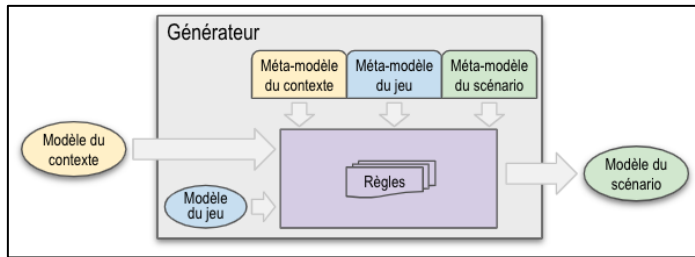 Générateur
Méta-modèle
du contexte
Méta-modèle
du jeu
Méta-modèle
du scénario
Modèle du
contexte
Règles
Modèle du
scénario
Modèle
du jeu